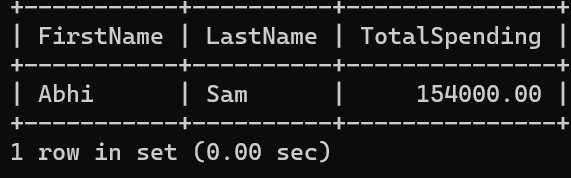 +-----------+----------+---------------+
| FirstName | LastName | TotalSpending |
+-----------+----------+---------------+
| Abhi      | Sam      |     154000.00 |
+-----------+----------+---------------+
1 row in set (0.00 sec)